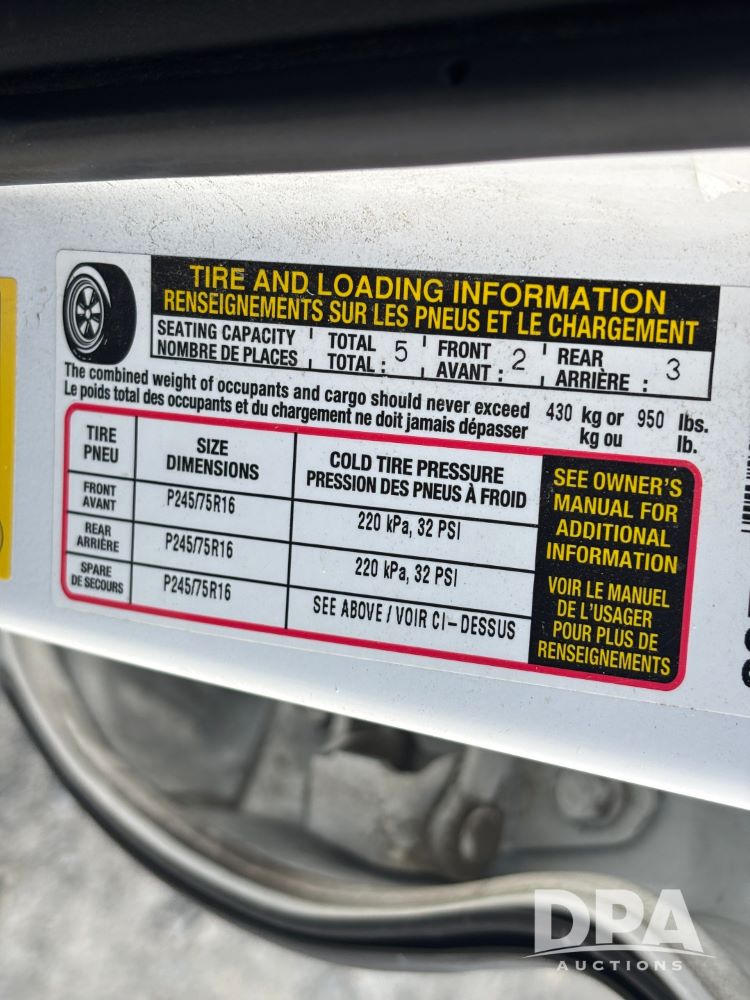 TIRE AND LOADING INFORMATION
RENSEIGNEMENTS SUR LES PNEUS ET LE CHARGEMENT
SEATING CAPACITY TOTAL 5 FRONT 2 REAR 3
NOMBRE DE PLACES TOTAL : AVANT : ARRIÈRE :
The combined weight of occupants and cargo should never exceed 430 kg or 950 lbs.
Le poids total des occupants et du chargement ne doit jamais dépasser kg ou lb.
TIRE SIZE COLD TIRE PRESSURE
PNEU DIMENSIONS PRESSION DES PNEUS À FROID
FRONT P245/75R16 220 kPa, 32 PSI
AVANT
REAR P245/75R16 220 kPa, 32 PSI
ARRIÈRE
SPARE P245/75R16 SEE ABOVE / VOIR CI-DESSUS
DE SECOURS
SEE OWNER'S
MANUAL FOR
ADDITIONAL
INFORMATION
VOIR LE MANUEL
DE L'USAGER
POUR PLUS DE
RENSEIGNEMENTS
DPA
AUCTIONS